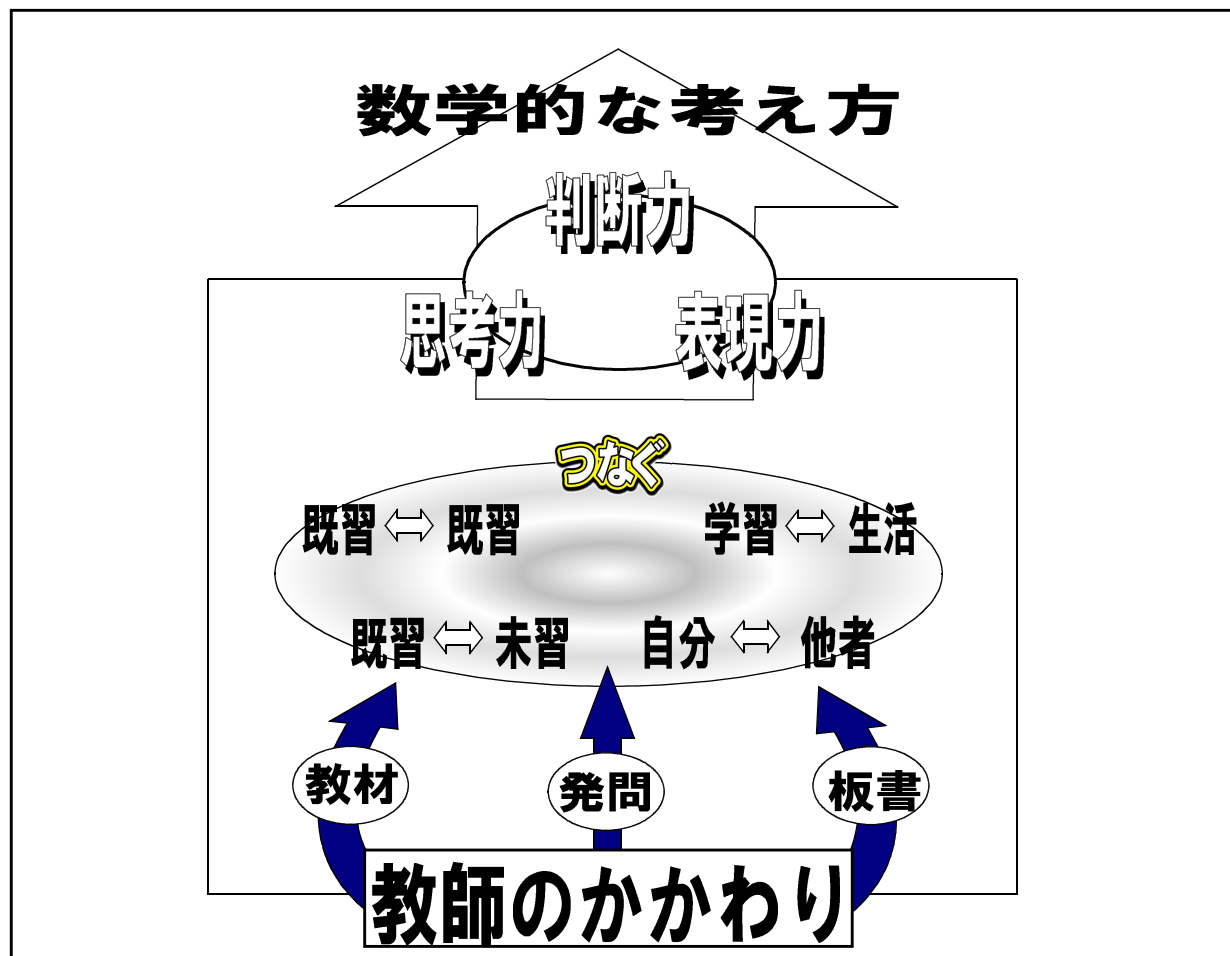 数学的な考え方
判断力
思考力 表現力
つなぐ
既習⇔既習 学習⇔生活
既習⇔未習 自分⇔他者
教材 発問 板書
教師のかかわり